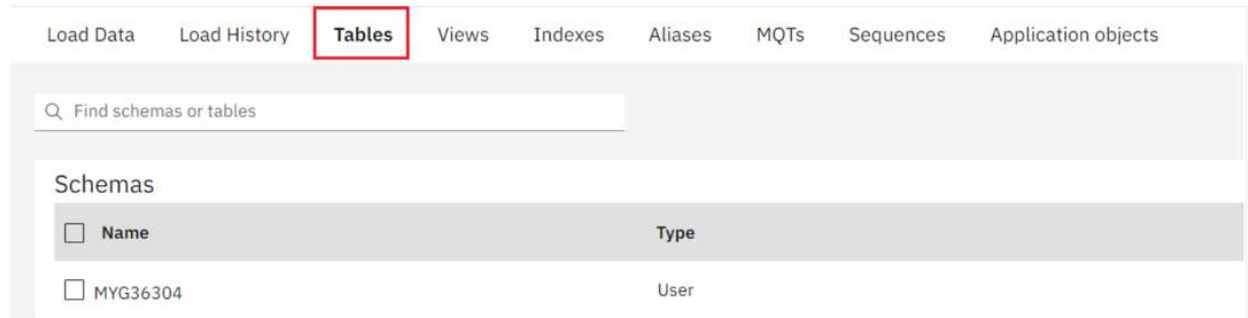 Load Data Load History Tables Views Indexes Aliases MQTs Sequences Application objects
Find schemas or tables
Schemas
Name Type
MYG36304 User